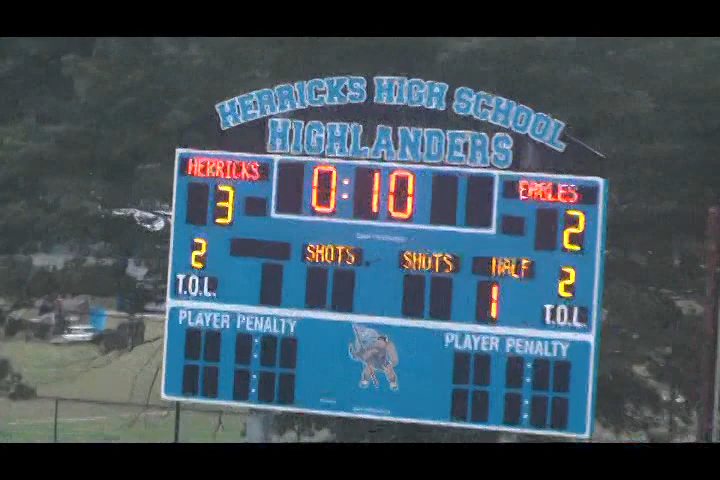 HERRICKS HIGH SCHOOL
HIGHLANDERS
HERRICKS 0:10 EAGLES
3 2
2 SHOTS SHOTS HALF 2
T.O.L. 1 T.O.L.
PLAYER PENALTY PLAYER PENALTY